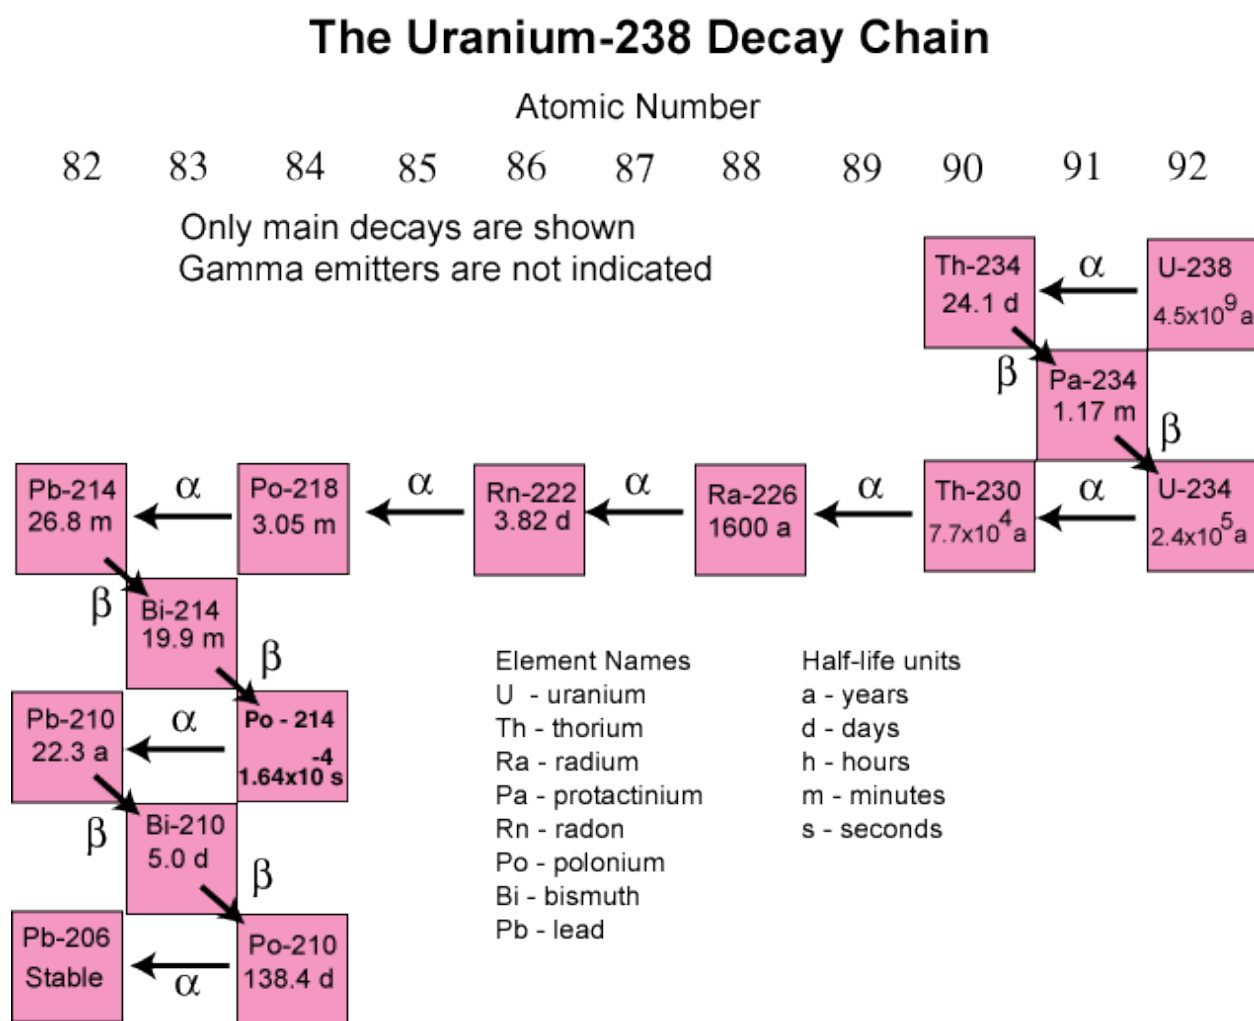 The Uranium-238 Decay Chain
Atomic Number
82 83 84 85 86 87 88 89 90 91 92
Only main decays are shown
Gamma emitters are not indicated
Th-234
24.1 d
α
U-238
4.5x10⁹ a
β
Pa-234
1.17 m
β
Pb-214
26.8 m
α
Po-218
3.05 m
α
Rn-222
3.82 d
α
Ra-226
1600 a
α
Th-230
7.7x10⁴ a
α
U-234
2.4x10⁵ a
β
Bi-214
19.9 m
β
Pb-210
22.3 a
α
Po - 214
1.64x10⁻⁴ s
β
Bi-210
5.0 d
β
Pb-206
Stable
α
Po-210
138.4 d
Element Names
U - uranium
Th - thorium
Ra - radium
Pa - protactinium
Rn - radon
Po - polonium
Bi - bismuth
Pb - lead
Half-life units
a - years
d - days
h - hours
m - minutes
s - seconds